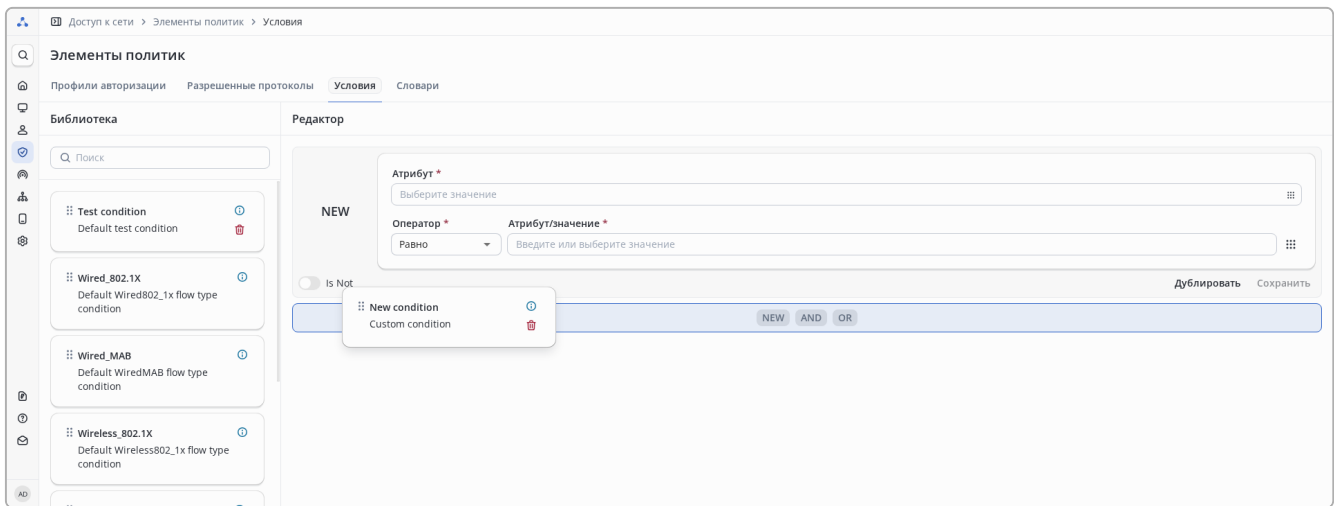 Доступ к сети > Элементы политик > Условия
Элементы политик
Профили авторизации Разрешенные протоколы Условия Словари
Библиотека
Поиск
Test condition
Default test condition
Wired_802.1X
Default Wired802_1x flow type
condition
Wired_MAB
Default WiredMAB flow type
condition
Wireless_802.1X
Default Wireless802_1x flow type
condition
AD
Редактор
NEW
Атрибут *
Выберите значение
Оператор * Атрибут/значение *
Равно Введите или выберите значение
Is Not Дублировать Сохранить
New condition
Custom condition
NEW AND OR